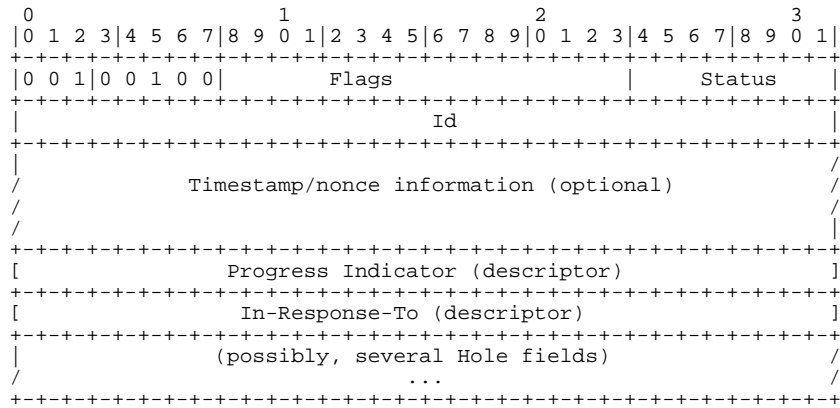 0                   1                   2                   3
|0 1 2 3|4 5 6 7|8 9 0 1|2 3 4 5|6 7 8 9|0 1 2 3|4 5 6 7|8 9 0 1|
+-+-+-+-+-+-+-+-+-+-+-+-+-+-+-+-+-+-+-+-+-+-+-+-+-+-+-+-+-+-+-+-+
|0 0 1|0 0 1 0 0|        Flags                  |     Status    |
+-+-+-+-+-+-+-+-+-+-+-+-+-+-+-+-+-+-+-+-+-+-+-+-+-+-+-+-+-+-+-+-+
|                                Id                             |
+-+-+-+-+-+-+-+-+-+-+-+-+-+-+-+-+-+-+-+-+-+-+-+-+-+-+-+-+-+-+-+-+
|                                                               /
/             Timestamp/nonce information (optional)            /
/                                                               /
/                                                               |
+-+-+-+-+-+-+-+-+-+-+-+-+-+-+-+-+-+-+-+-+-+-+-+-+-+-+-+-+-+-+-+-+
[                Progress Indicator (descriptor)                ]
+-+-+-+-+-+-+-+-+-+-+-+-+-+-+-+-+-+-+-+-+-+-+-+-+-+-+-+-+-+-+-+-+
[                 In-Response-To (descriptor)                   ]
+-+-+-+-+-+-+-+-+-+-+-+-+-+-+-+-+-+-+-+-+-+-+-+-+-+-+-+-+-+-+-+-+
|               (possibly, several Hole fields)                 /
/                              ...                              /
+-+-+-+-+-+-+-+-+-+-+-+-+-+-+-+-+-+-+-+-+-+-+-+-+-+-+-+-+-+-+-+-+